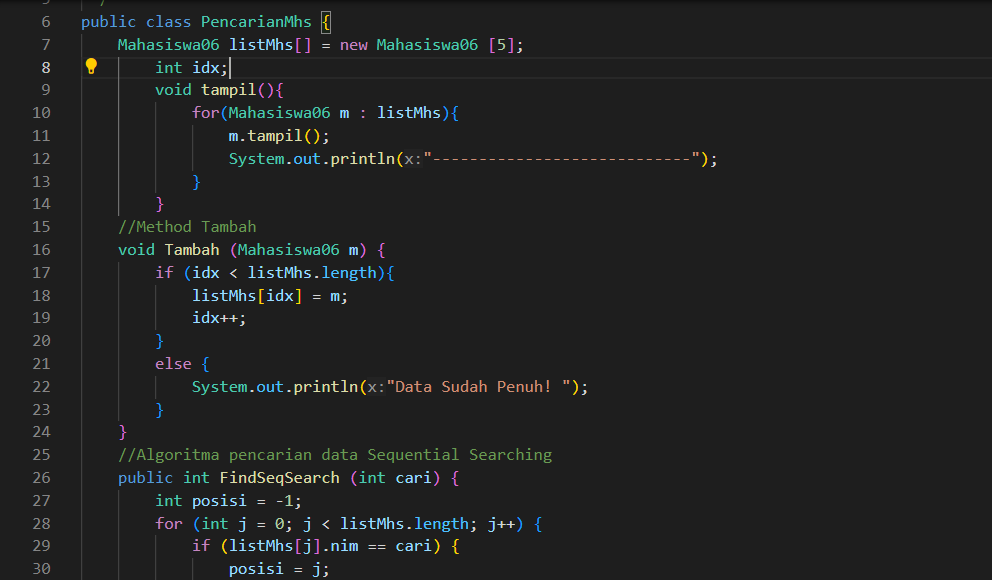 5 /
6 public class PencarianMhs {
7 Mahasiswa06 listMhs[] = new Mahasiswa06 [5];
8 int idx;
9 void tampil(){
10 for(Mahasiswa06 m : listMhs){
11 m.tampil();
12 System.out.println(x:"----------------------------");
13 }
14 }
15 //Method Tambah
16 void Tambah (Mahasiswa06 m) {
17 if (idx < listMhs.length){
18 listMhs[idx] = m;
19 idx++;
20 }
21 else {
22 System.out.println(x:"Data Sudah Penuh! ");
23 }
24 }
25 //Algoritma pencarian data Sequential Searching
26 public int FindSeqSearch (int cari) {
27 int posisi = -1;
28 for (int j = 0; j < listMhs.length; j++) {
29 if (listMhs[j].nim == cari) {
30 posisi = j;